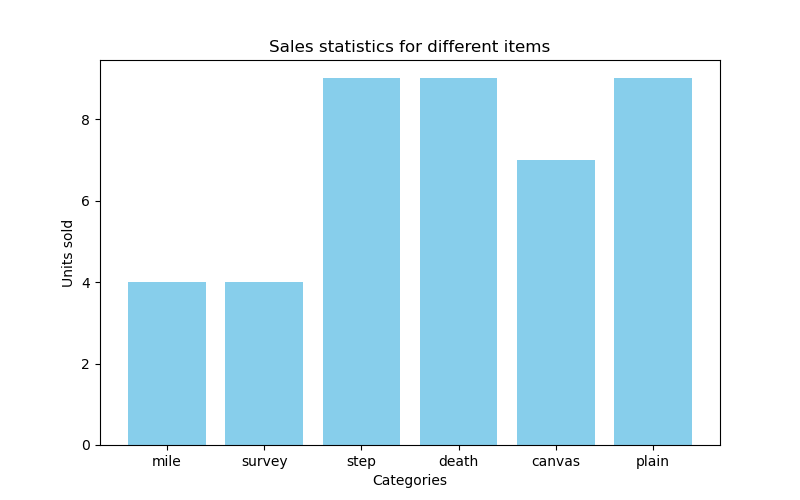 Sales statistics for different items
Units sold
8
6
4
2
0
mile survey step death canvas plain
Categories